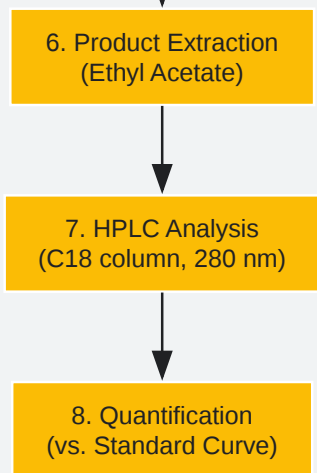 6. Product Extraction
(Ethyl Acetate)
7. HPLC Analysis
(C18 column, 280 nm)
8. Quantification
(vs. Standard Curve)